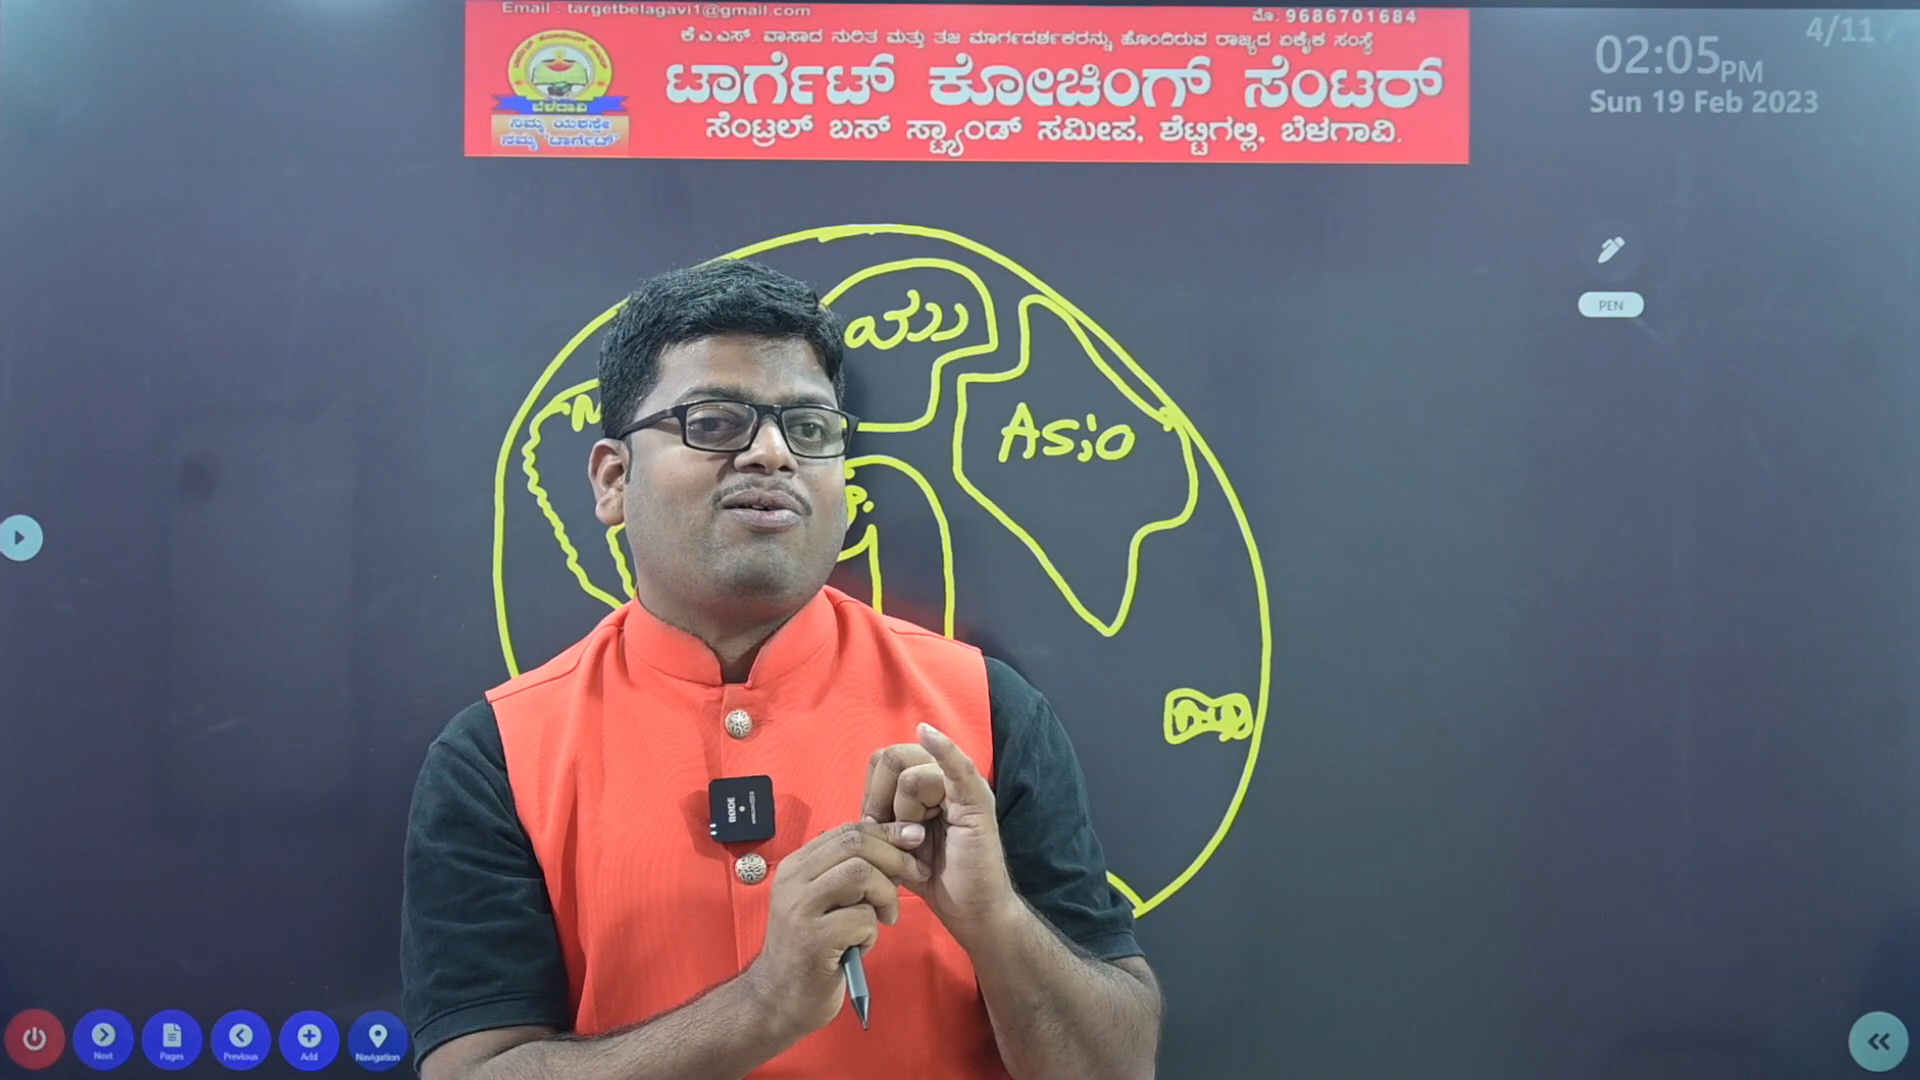 Email : targetbelagavi1@gmail.com
ಮೊ: 9686701684
ಕೆ.ಎ.ಎಸ್. ವಾಸಾದ ನುರಿತ ಮತ್ತು ತಜ್ಞ ಮಾರ್ಗದರ್ಶಕರನ್ನು ಹೊಂದಿರುವ ರಾಜ್ಯದ ಏಕೈಕ ಸಂಸ್ಥೆ
ಟಾರ್ಗೆಟ್ ಕೋಚಿಂಗ್ ಸೆಂಟರ್
ಸೆಂಟ್ರಲ್ ಬಸ್ ಸ್ಟ್ಯಾಂಡ್ ಸಮೀಪ, ಶೆಟ್ಟಿಗಲ್ಲಿ, ಬೆಳಗಾವಿ.
ಬೆಳಗಾವಿ
ನಿಮ್ಮ ಯಶಸ್ಸೇ
ನಮ್ಮ 'ಟಾರ್ಗೆಟ್'
4/11
02:05PM
Sun 19 Feb 2023
PEN
ಯು
Asia
N
Next
Pages
Previous
Add
Navigation
RODE